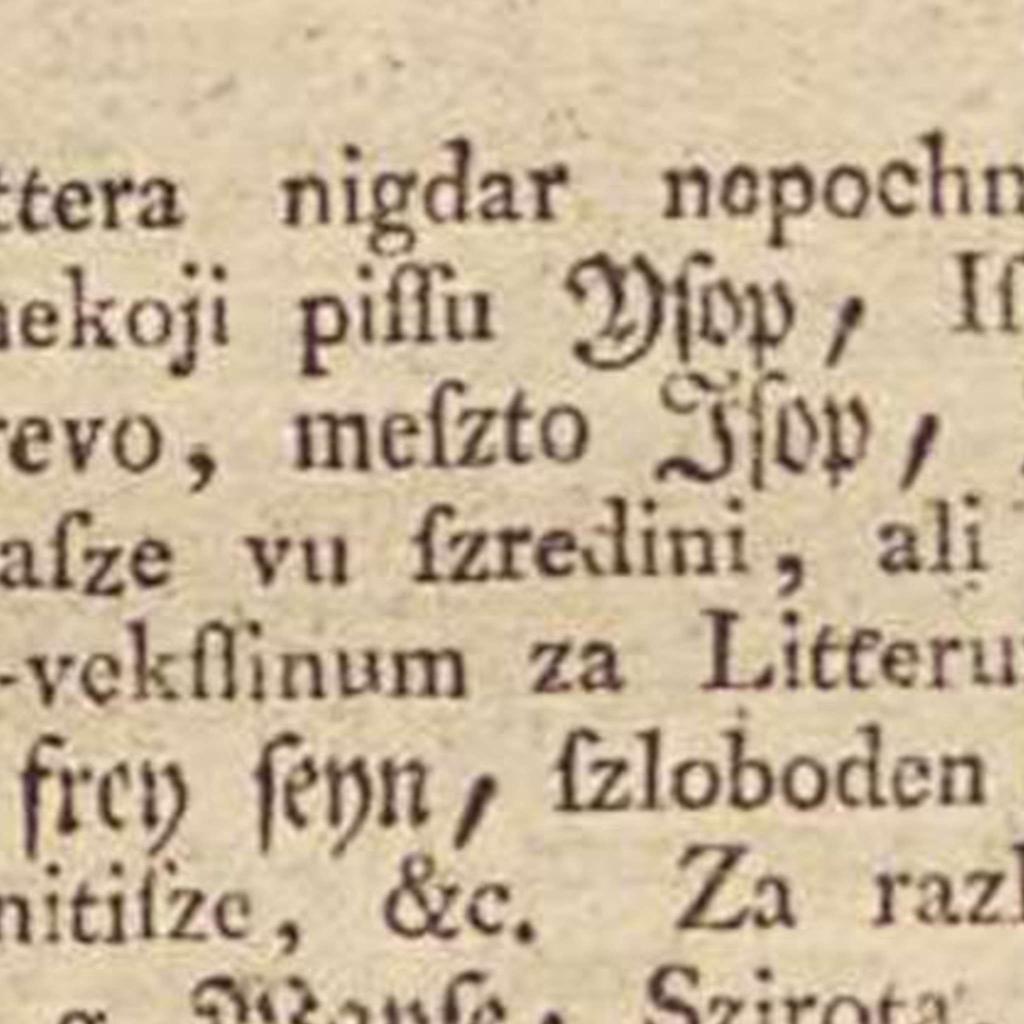 ttera nigdar nepochn
nekoji piſſu Yſop, Iſ
revo, meſzto Iſop,
aſze vu ſzredini, ali
-vekſſinum za Litteru
frey ſeyn, ſzloboden
nitiſze, &c. Za razl
Szirota